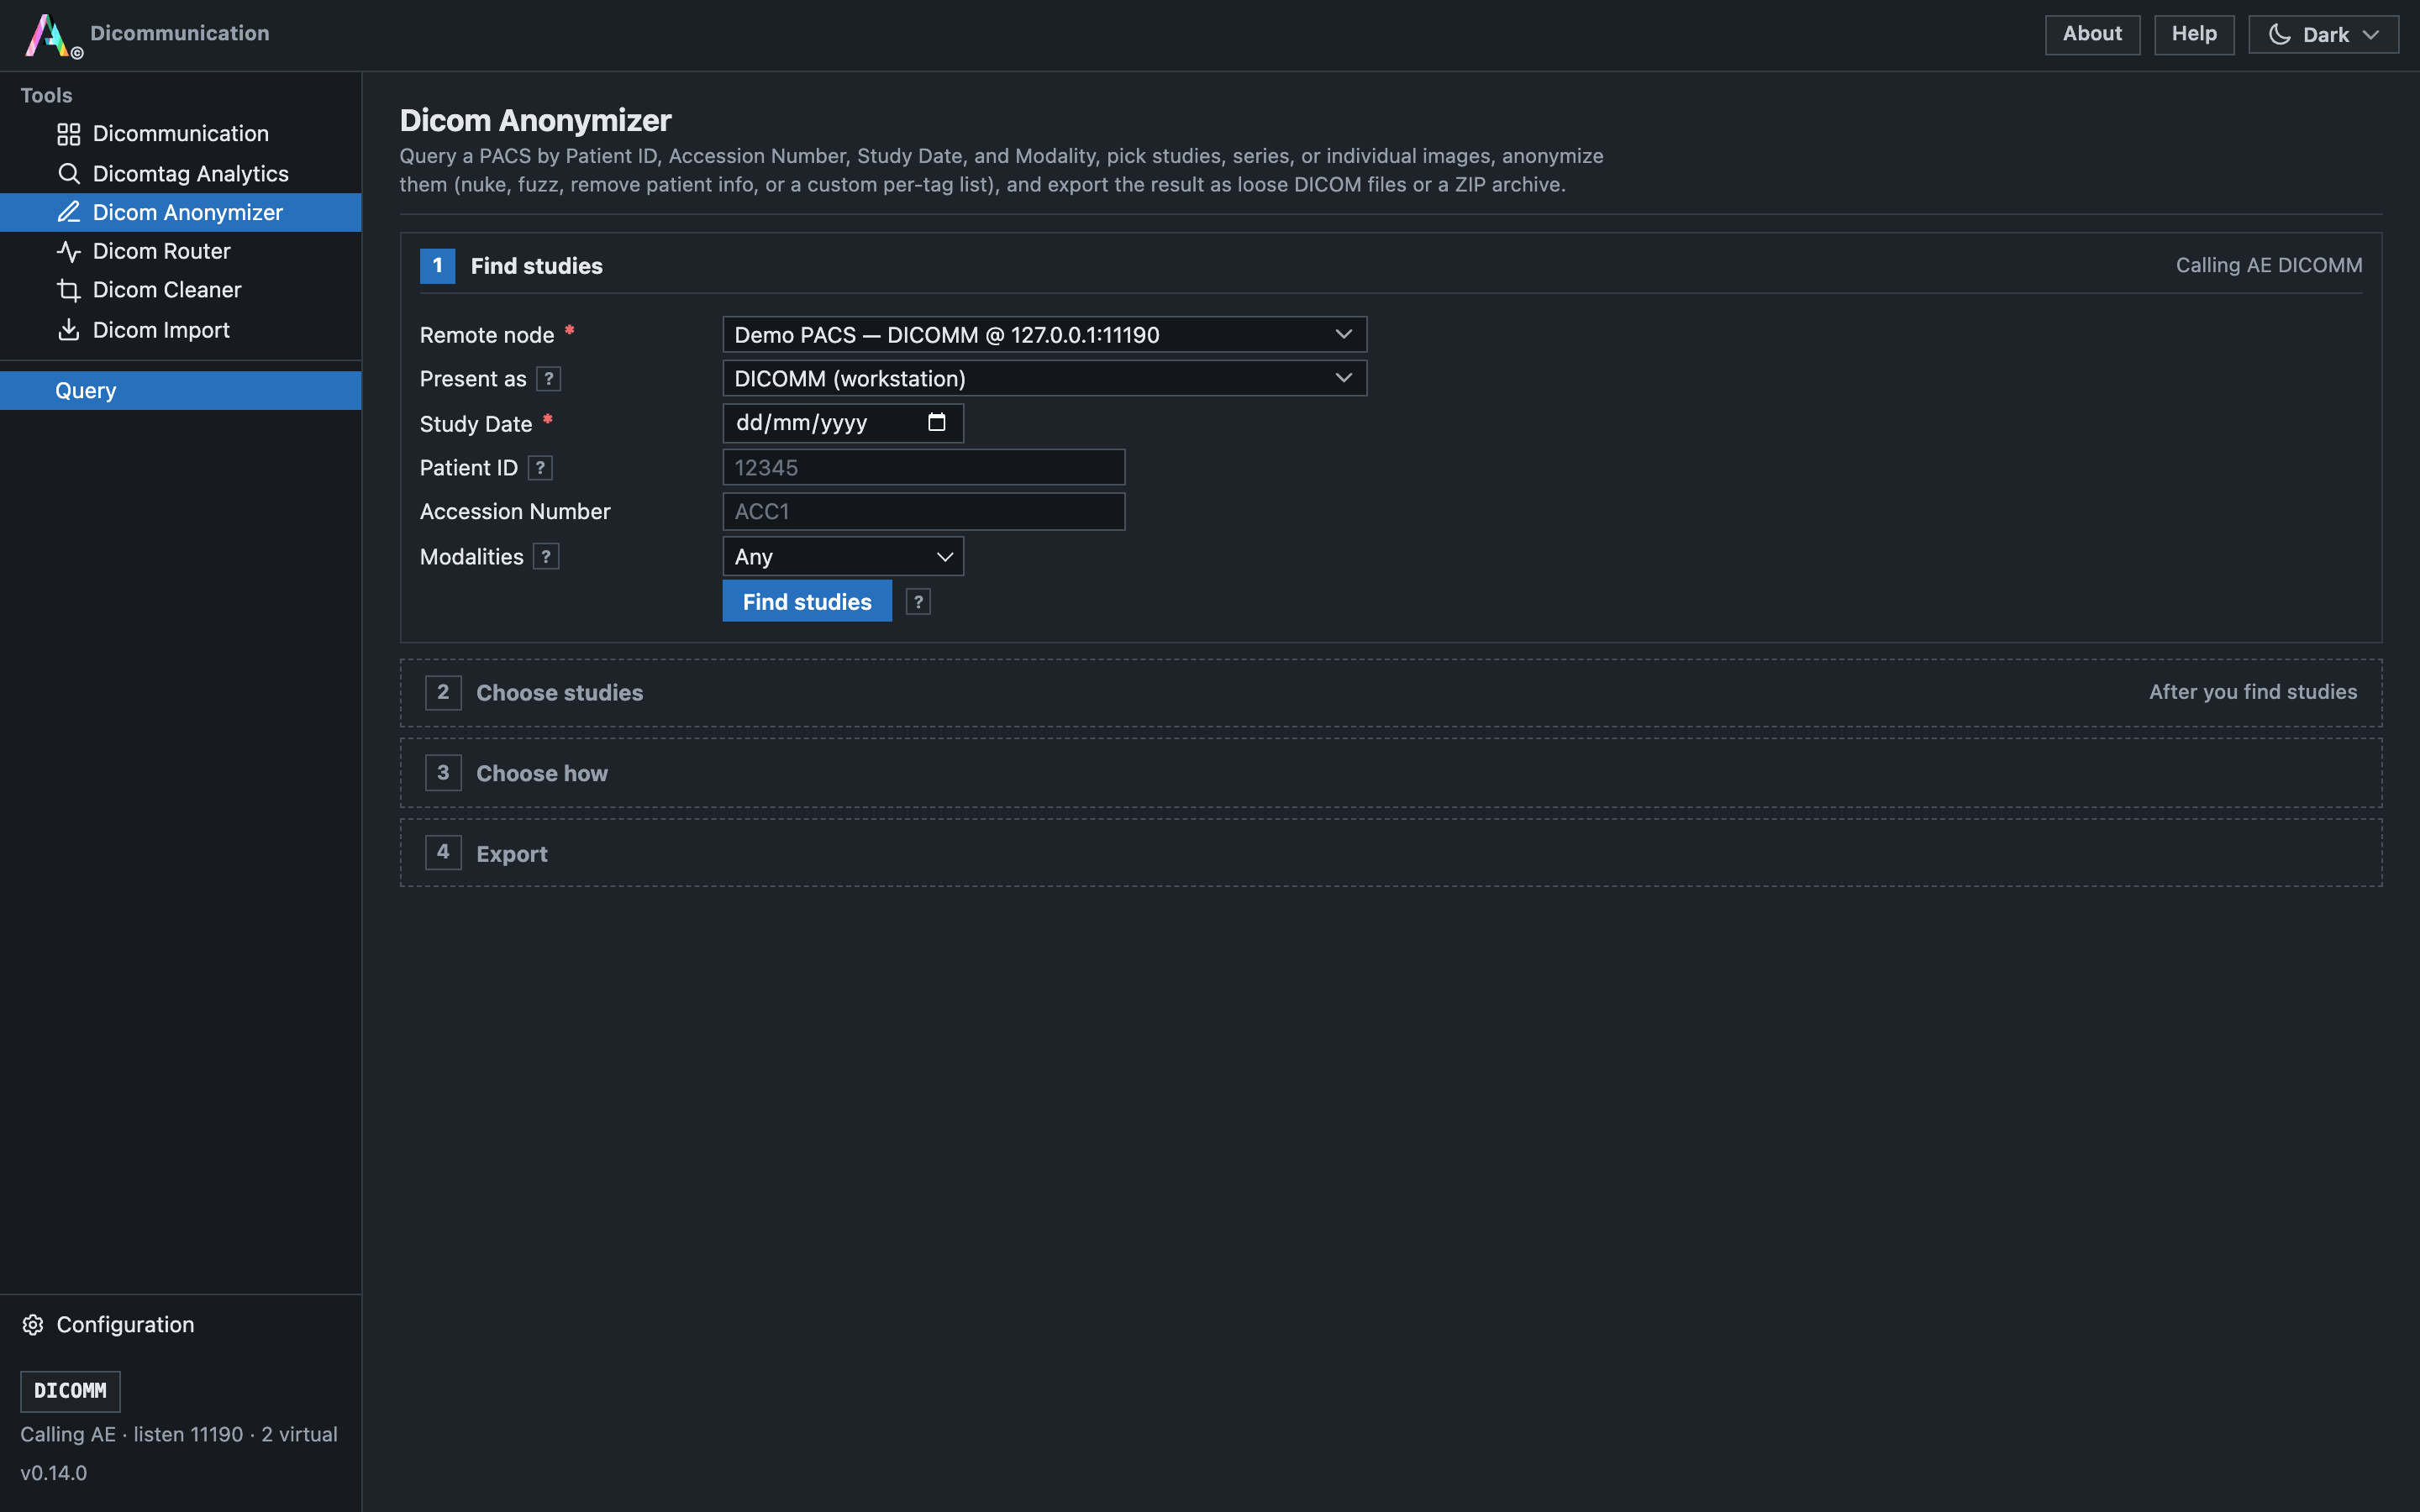 Dicommunication
About
Help
Dark
Tools
Dicommunication
Dicomtag Analytics
Dicom Anonymizer
Dicom Router
Dicom Cleaner
Dicom Import
Query
Dicom Anonymizer
Query a PACS by Patient ID, Accession Number, Study Date, and Modality, pick studies, series, or individual images, anonymize
them (nuke, fuzz, remove patient info, or a custom per-tag list), and export the result as loose DICOM files or a ZIP archive.
1 Find studies
Calling AE DICOMM
Remote node * Demo PACS — DICOMM @ 127.0.0.1:11190
Present as ? DICOMM (workstation)
Study Date * dd/mm/yyyy
Patient ID ? 12345
Accession Number ACC1
Modalities ? Any
Find studies ?
2 Choose studies
After you find studies
3 Choose how
4 Export
Configuration
DICOMM
Calling AE · listen 11190 · 2 virtual
v0.14.0